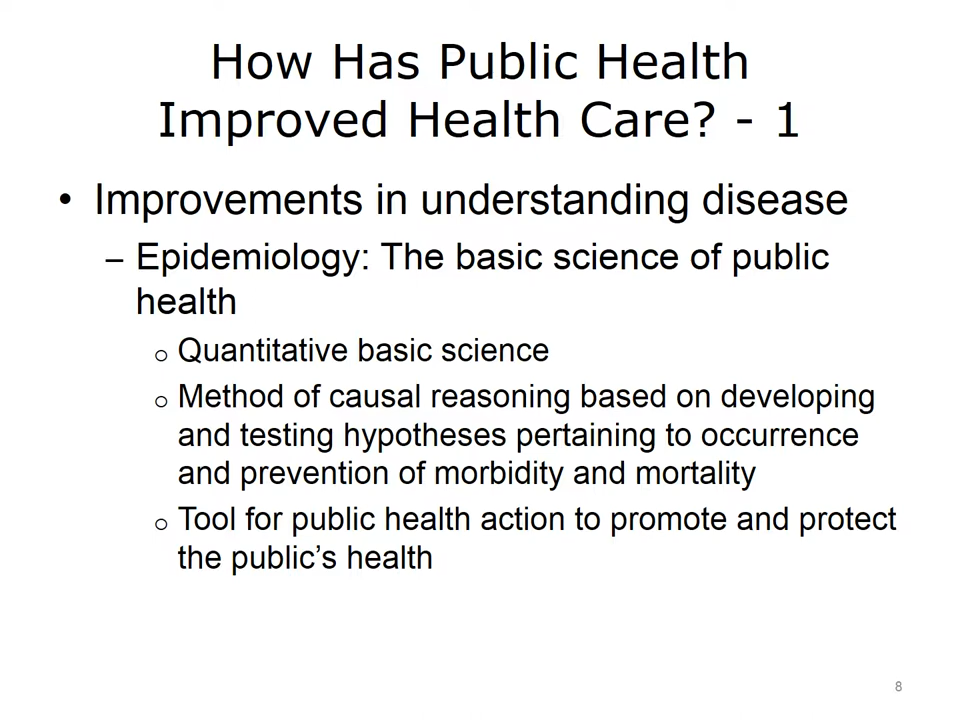 How Has Public Health
Improved Health Care? - 1
• Improvements in understanding disease
– Epidemiology: The basic science of public
health
o Quantitative basic science
o Method of causal reasoning based on developing
and testing hypotheses pertaining to occurrence
and prevention of morbidity and mortality
o Tool for public health action to promote and protect
the public’s health
8